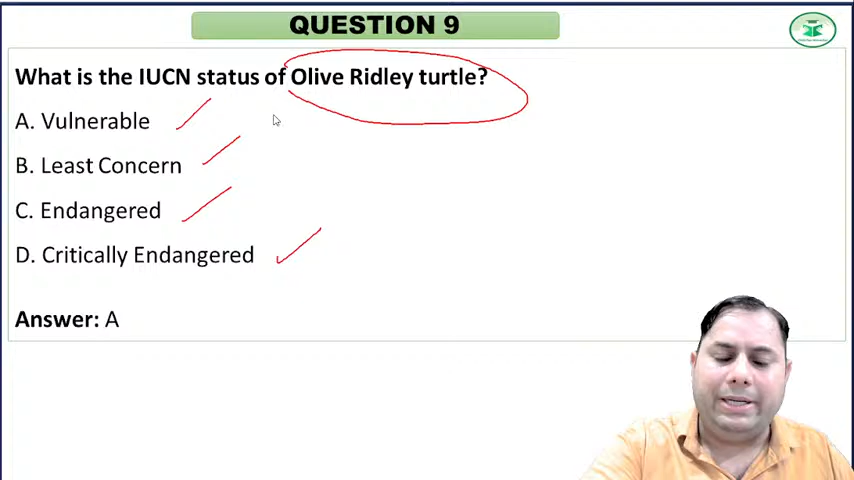 QUESTION 9
What is the IUCN status of Olive Ridley turtle?
A. Vulnerable
B. Least Concern
C. Endangered
D. Critically Endangered
Answer: A